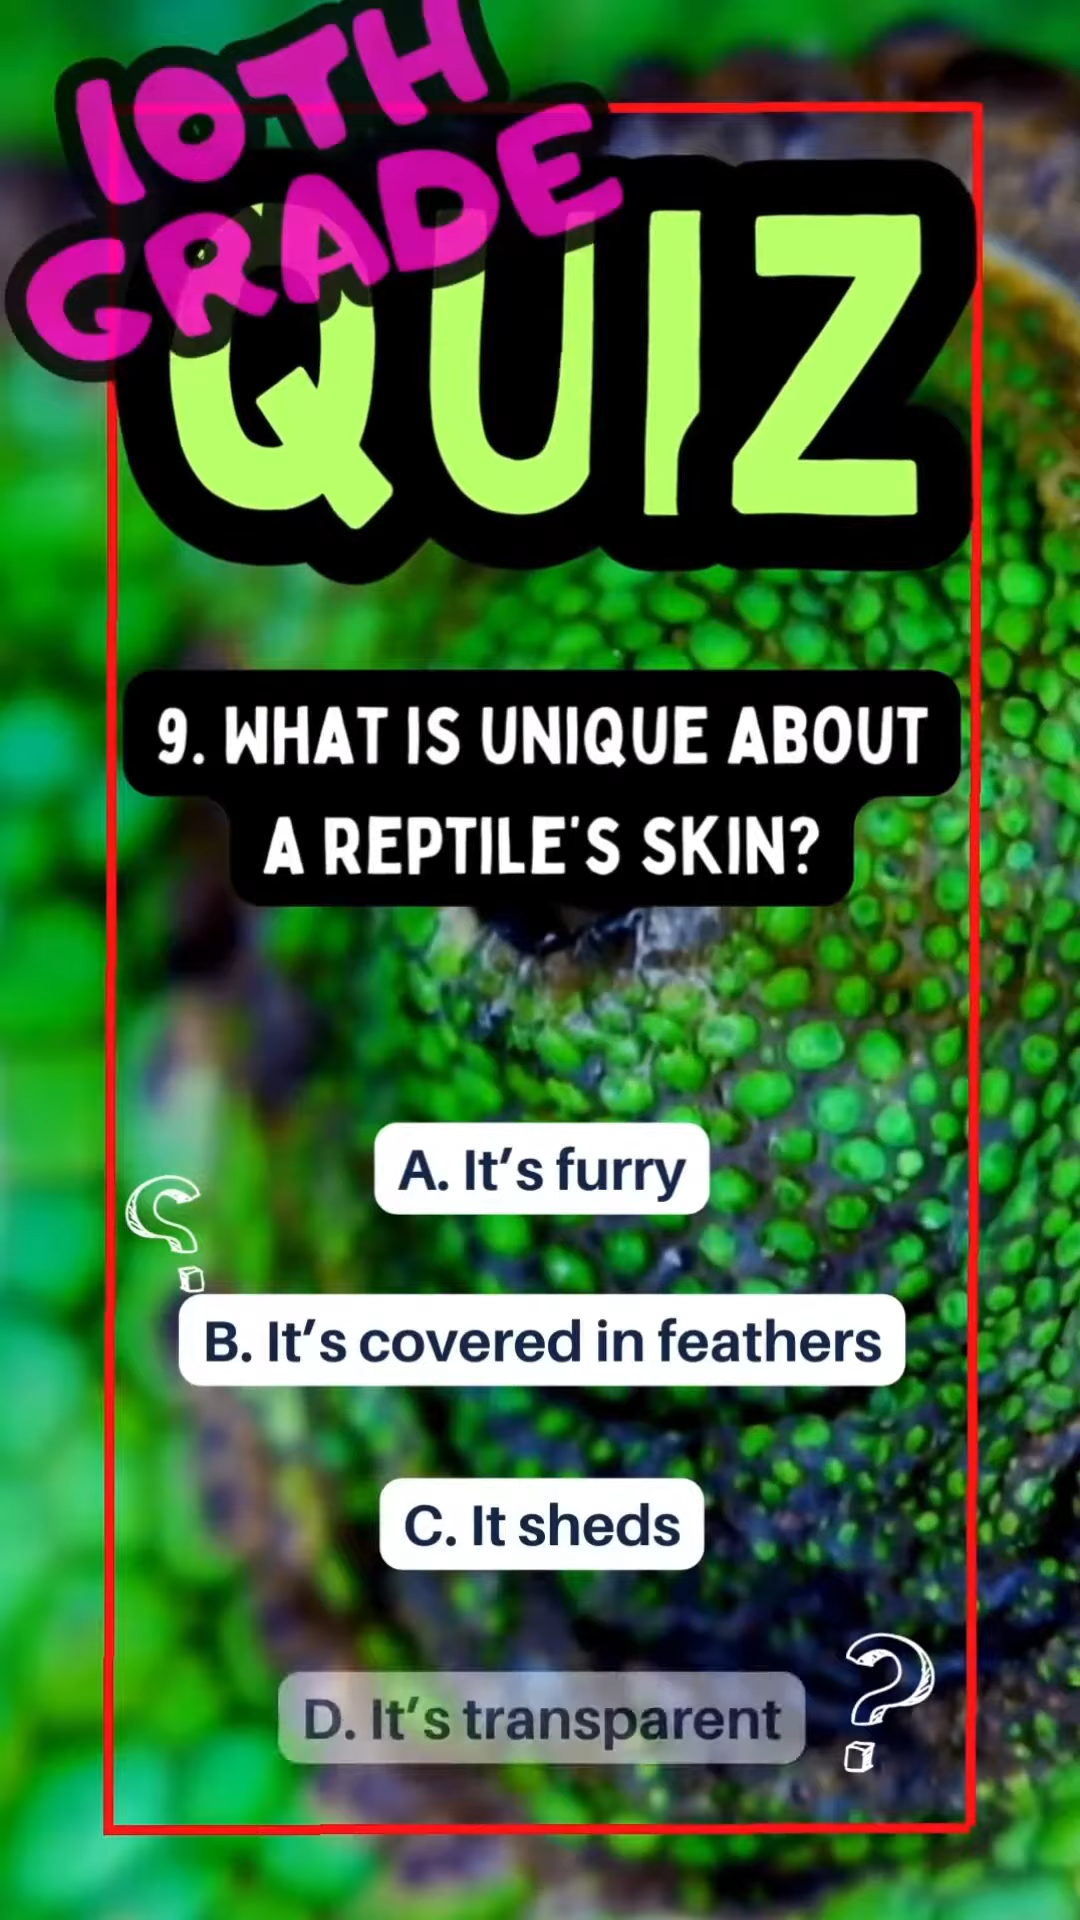 10TH
GRADE
QUIZ
9. WHAT IS UNIQUE ABOUT
A REPTILE'S SKIN?
A. It's furry
?
B. It's covered in feathers
C. It sheds
D. It's transparent
?